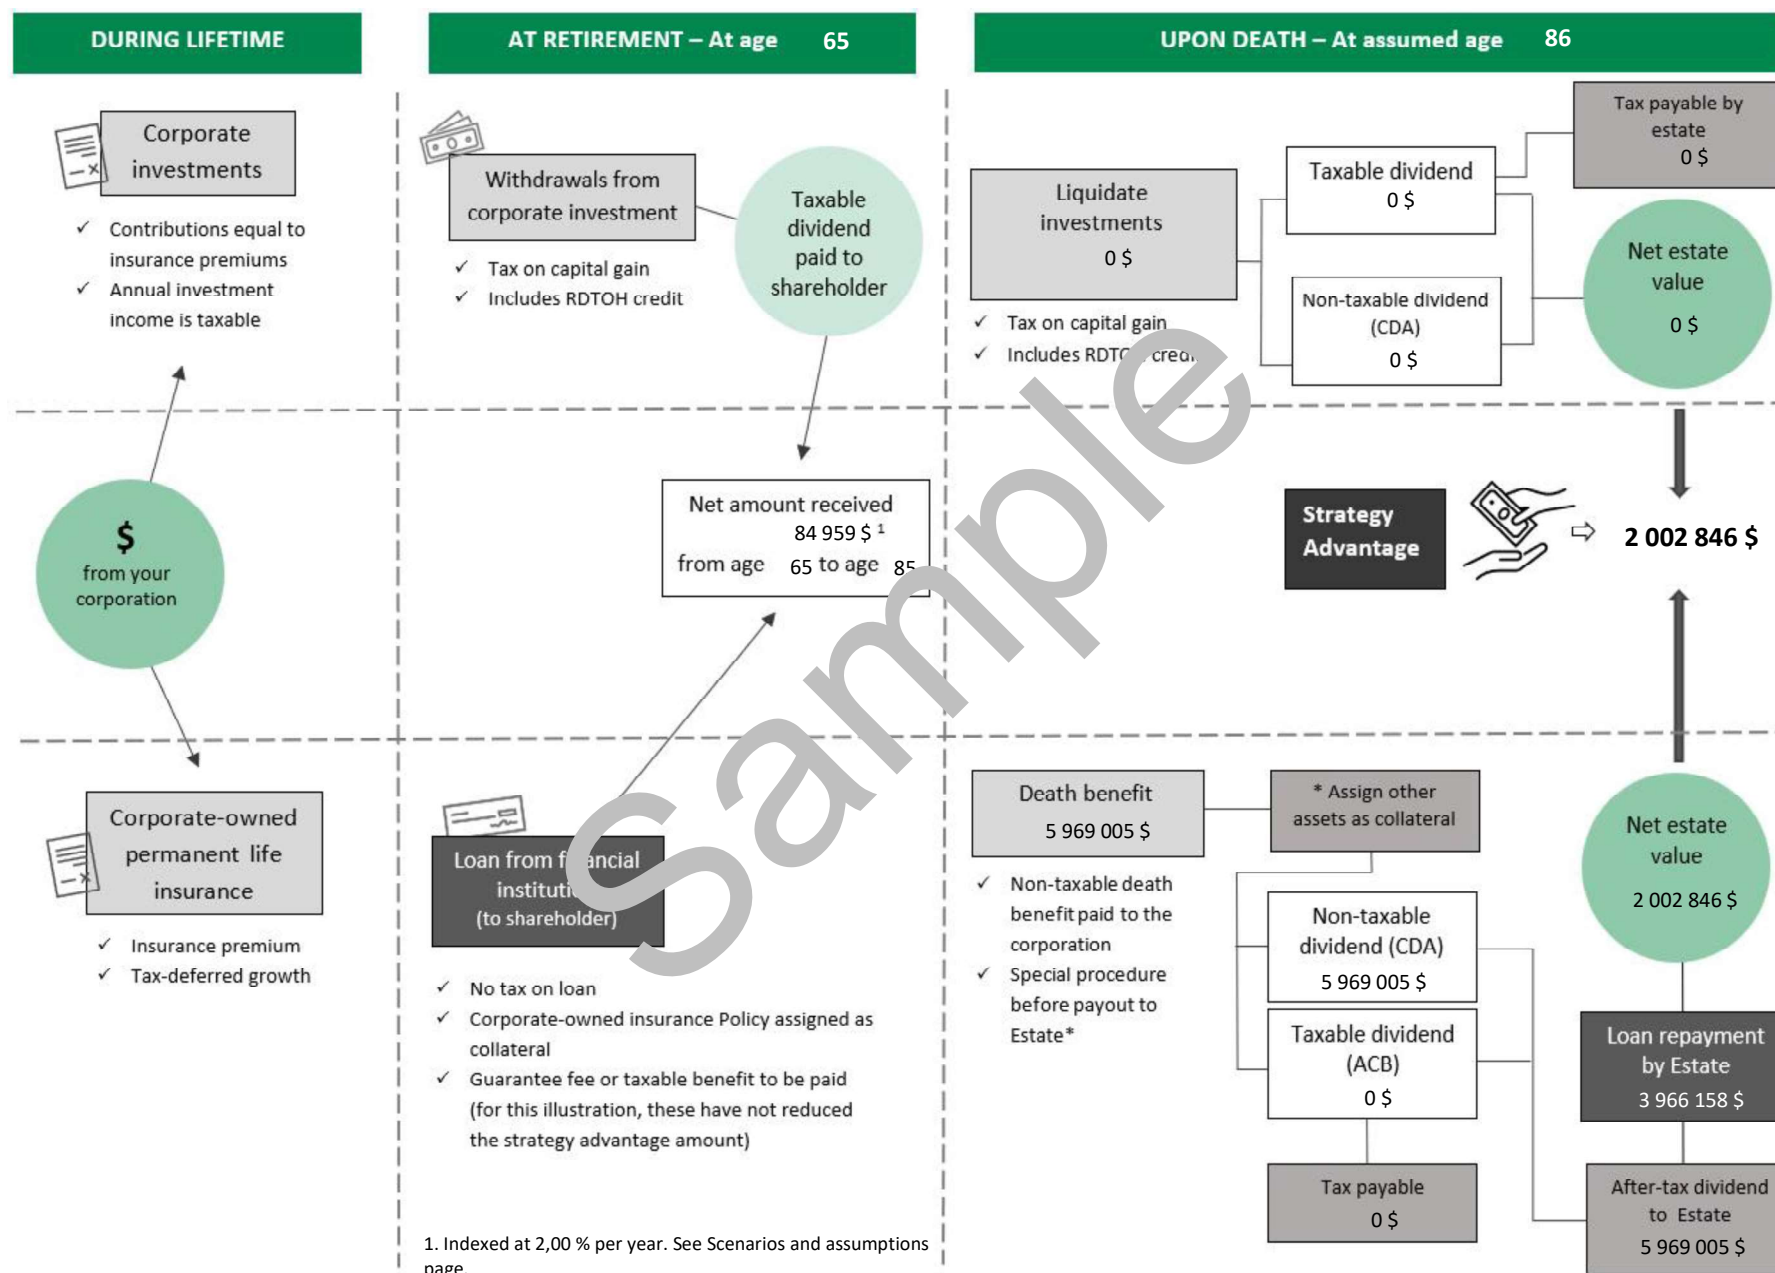 DURING LIFETIME
AT RETIREMENT – At age 65
UPON DEATH – At assumed age 86
Corporate
investments
✓ Contributions equal to
insurance premiums
✓ Annual investment
income is taxable
Withdrawals from
corporate investment
✓ Tax on capital gain
✓ Includes RDTOH credit
Taxable
dividend
paid to
shareholder
Liquidate
investments
0 $
✓ Tax on capital gain
✓ Includes
Taxable dividend
0 $
Non-taxable dividend
(CDA)
0 $
Tax payable by
estate
0 $
Net estate
value
0 $
$
from your
corporation
Net amount received
84 959 $ 1
from age 65 to age 85
Strategy
Advantage
⇨ 2 002 846 $
Sample
Corporate-owned
permanent life
insurance
✓ Insurance premium
✓ Tax-deferred growth
Loan from
(to shareholder)
✓ No tax on loan
✓ Corporate-owned insurance Policy assigned as
collateral
✓ Guarantee fee or taxable benefit to be paid
(for this illustration, these have not reduced
the strategy advantage amount)
1. Indexed at 2,00 % per year. See Scenarios and assumptions
page.
Death benefit
5 969 005 $
✓ Non-taxable death
benefit paid to the
corporation
✓ Special procedure
before payout to
Estate*
* Assign other
assets as collateral
Non-taxable
dividend (CDA)
5 969 005 $
Taxable dividend
(ACB)
0 $
Tax payable
0 $
Net estate
value
2 002 846 $
Loan repayment
by Estate
3 966 158 $
After-tax dividend
to Estate
5 969 005 $